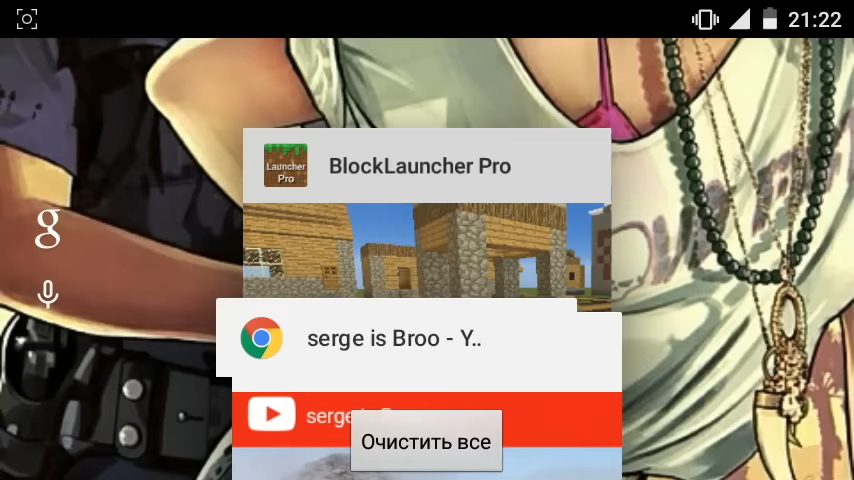 21:22
Launcher
Pro
BlockLauncher Pro
g
serge is Broo - Y..
serge
Очистить все